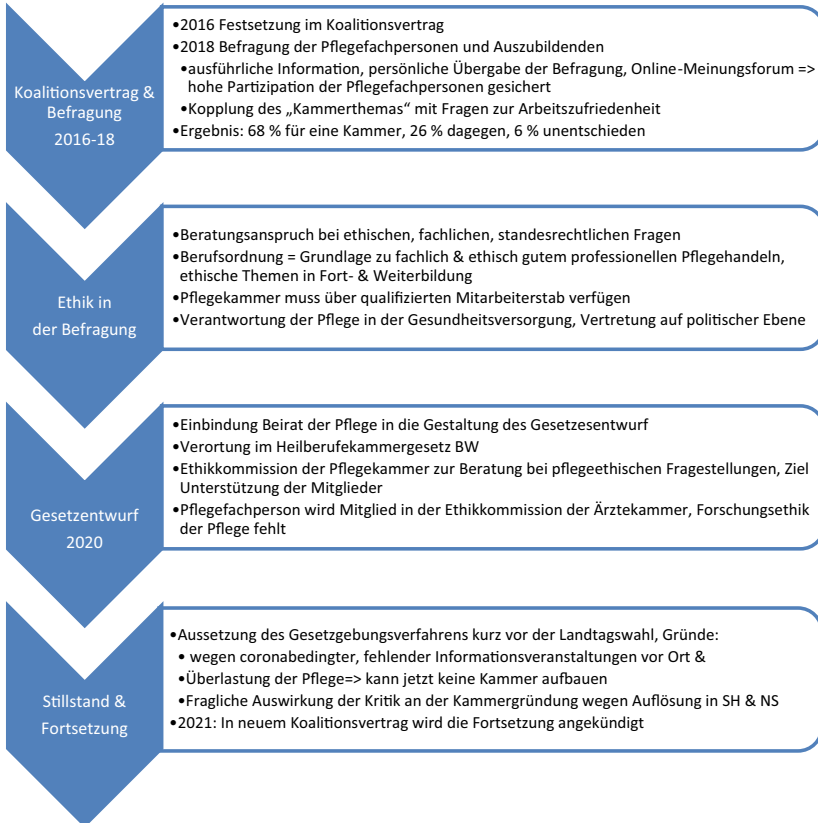 Koalitionsvertrag &
Befragung
2016-18
•2016 Festsetzung im Koalitionsvertrag
•2018 Befragung der Pflegefachpersonen und Auszubildenden
•ausführliche Information, persönliche Übergabe der Befragung, Online-Meinungsforum =>
hohe Partizipation der Pflegefachpersonen gesichert
•Kopplung des „Kammerthemas“ mit Fragen zur Arbeitszufriedenheit
•Ergebnis: 68 % für eine Kammer, 26 % dagegen, 6 % unentschieden
Ethik in
der Befragung
•Beratungsanspruch bei ethischen, fachlichen, standesrechtlichen Fragen
•Berufsordnung = Grundlage zu fachlich & ethisch gutem professionellen Pflegehandeln,
ethische Themen in Fort- & Weiterbildung
•Pflegekammer muss über qualifizierten Mitarbeiterstab verfügen
•Verantwortung der Pflege in der Gesundheitsversorgung, Vertretung auf politischer Ebene
Gesetzentwurf
2020
•Einbindung Beirat der Pflege in die Gestaltung des Gesetzesentwurf
•Verortung im Heilberufekammergesetz BW
•Ethikkommission der Pflegekammer zur Beratung bei pflegeethischen Fragestellungen, Ziel
Unterstützung der Mitglieder
•Pflegefachperson wird Mitglied in der Ethikkommission der Ärztekammer, Forschungsethik
der Pflege fehlt
Stillstand &
Fortsetzung
•Aussetzung des Gesetzgebungsverfahrens kurz vor der Landtagswahl, Gründe:
• wegen coronabedingter, fehlender Informationsveranstaltungen vor Ort &
•Überlastung der Pflege=> kann jetzt keine Kammer aufbauen
•Fragliche Auswirkung der Kritik an der Kammergründung wegen Auflösung in SH & NS
•2021: In neuem Koalitionsvertrag wird die Fortsetzung angekündigt